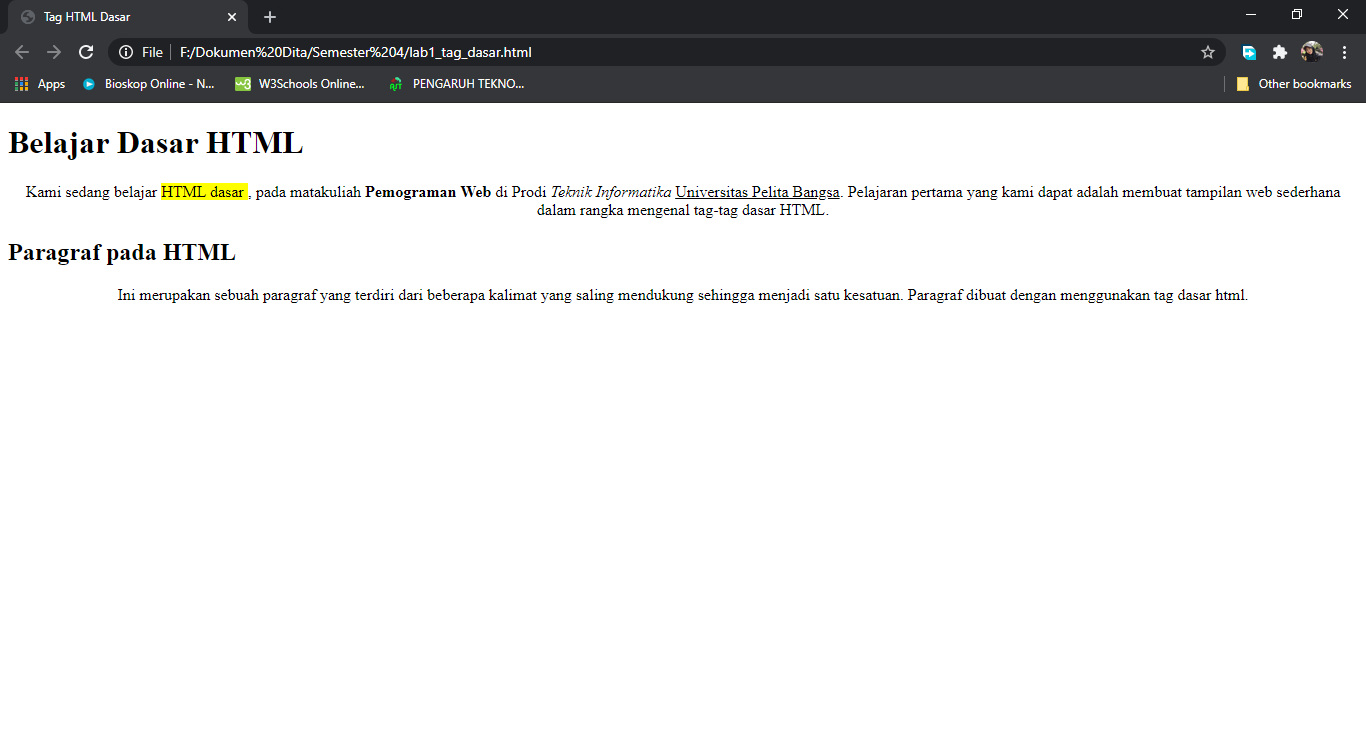 Tag HTML Dasar
File F:/Dokumen%20Dita/Semester%204/lab1_tag_dasar.html
Apps Bioskop Online - N... W3Schools Online... PENGARUH TEKNO... Other bookmarks
Belajar Dasar HTML
Kami sedang belajar HTML dasar , pada matakuliah Pemograman Web di Prodi Teknik Informatika Universitas Pelita Bangsa. Pelajaran pertama yang kami dapat adalah membuat tampilan web sederhana
dalam rangka mengenal tag-tag dasar HTML.
Paragraf pada HTML
Ini merupakan sebuah paragraf yang terdiri dari beberapa kalimat yang saling mendukung sehingga menjadi satu kesatuan. Paragraf dibuat dengan menggunakan tag dasar html.